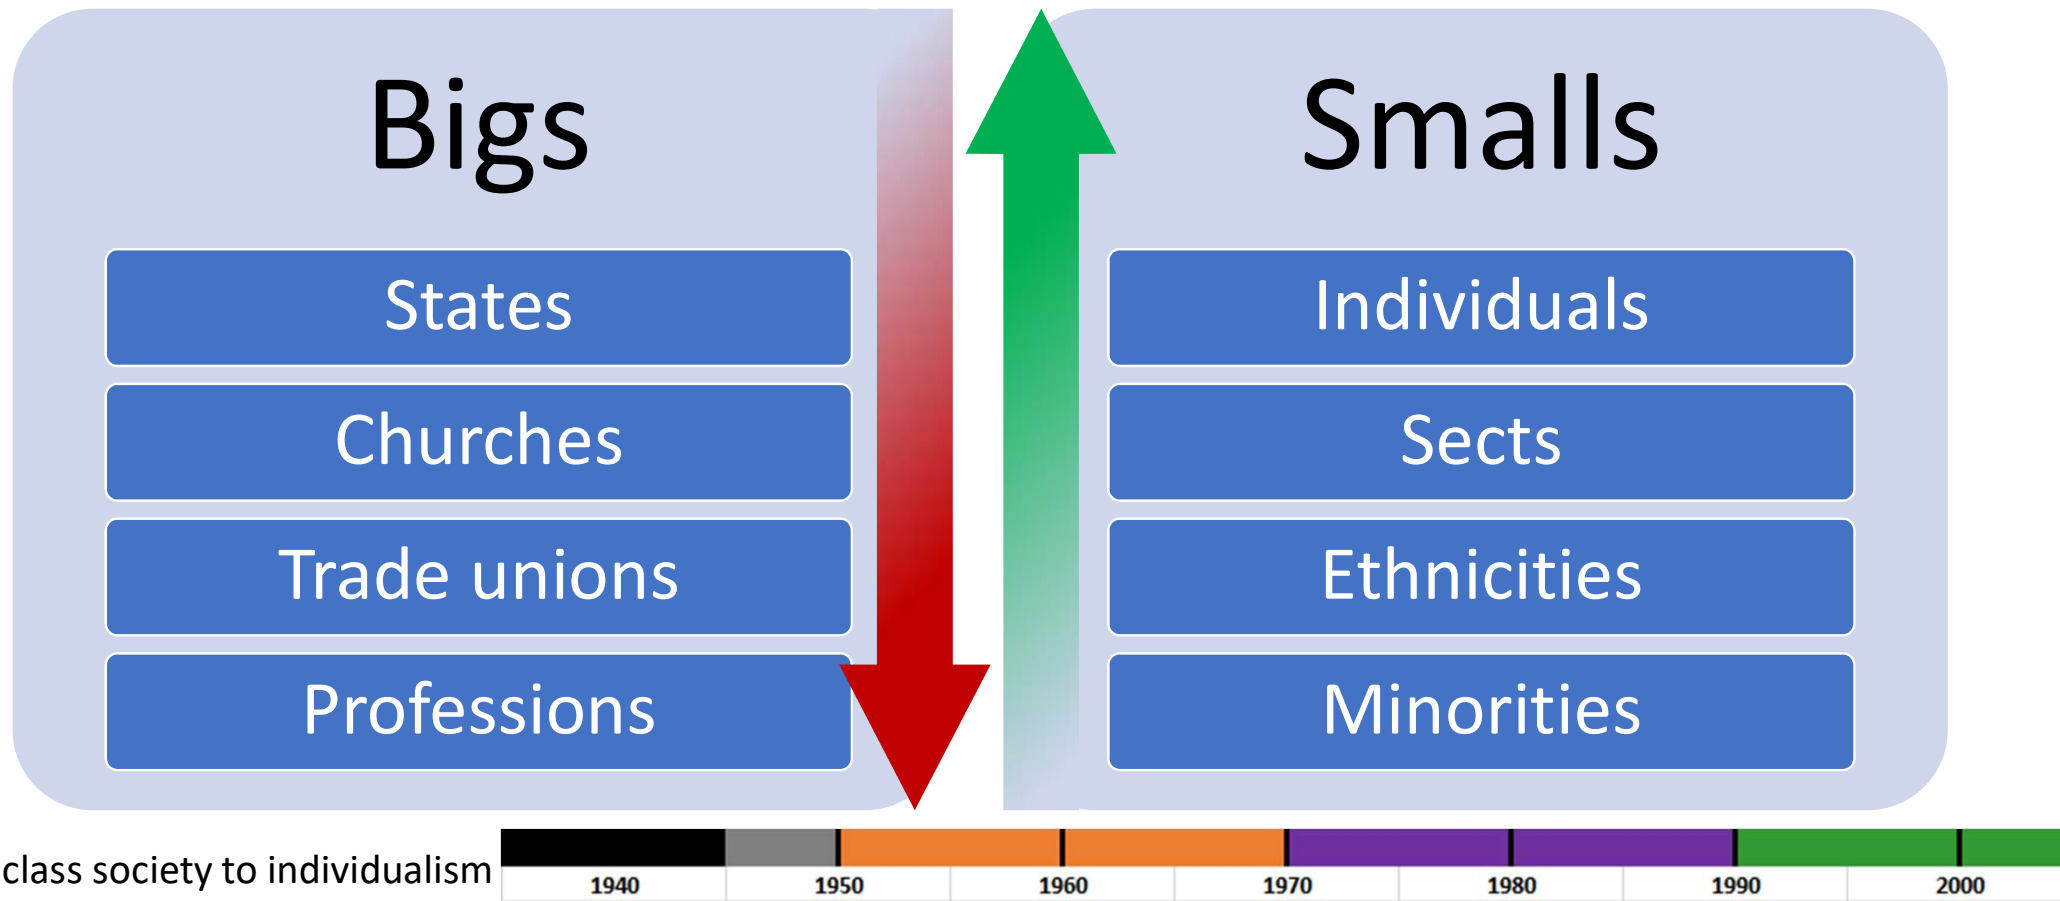 Bigs
States
Churches
Trade unions
Professions
Smalls
Individuals
Sects
Ethnicities
Minorities
class society to individualism
1940 1950 1960 1970 1980 1990 2000